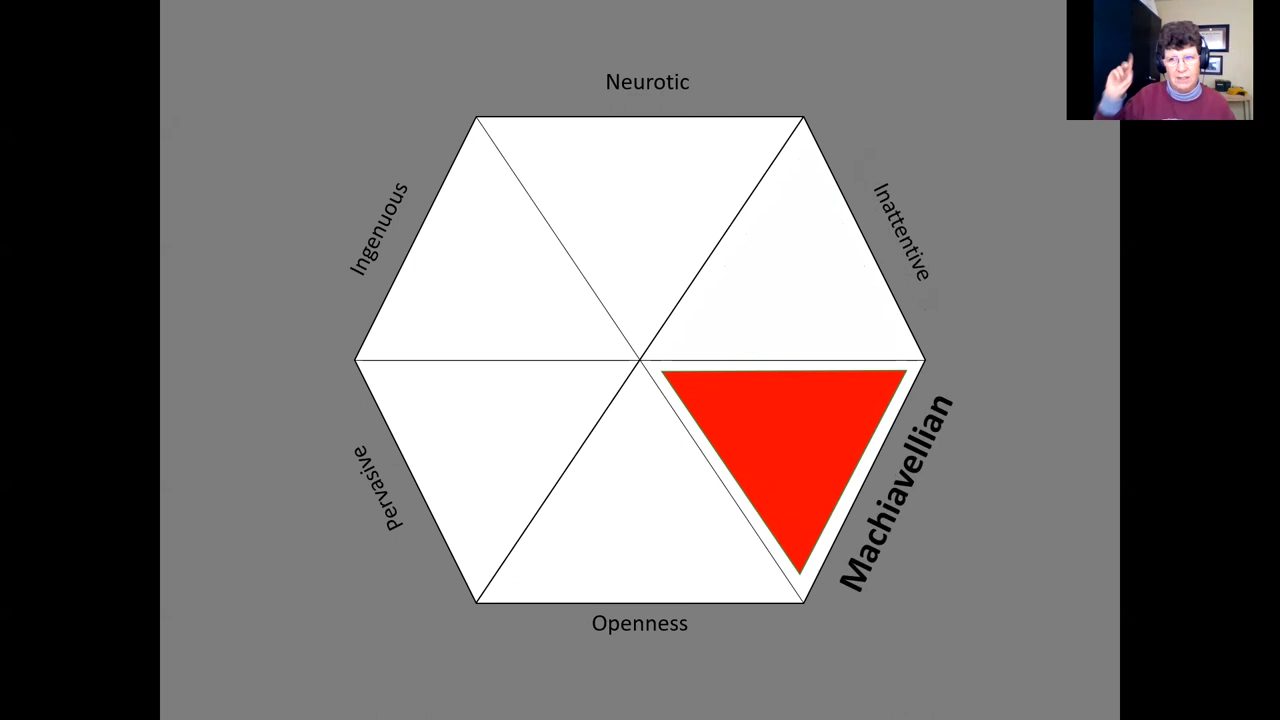 Neurotic
Ingenuous
Inattentive
Pervasive
Machiavellian
Openness